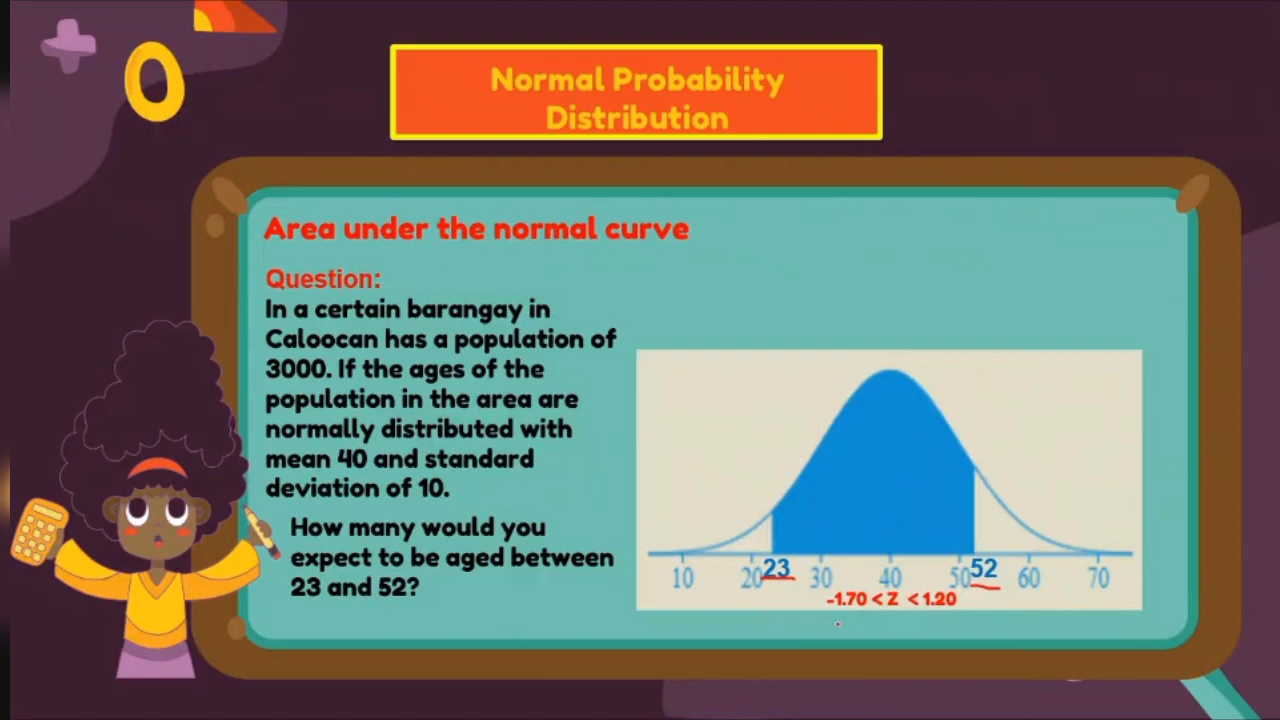 Normal Probability
Distribution
Area under the normal curve
Question:
In a certain barangay in
Caloocan has a population of
3000. If the ages of the
population in the area are
normally distributed with
mean 40 and standard
deviation of 10.
How many would you
expect to be aged between
23 and 52?
10 20 23 30 40 50 52 60 70
-1.70 < Z < 1.20